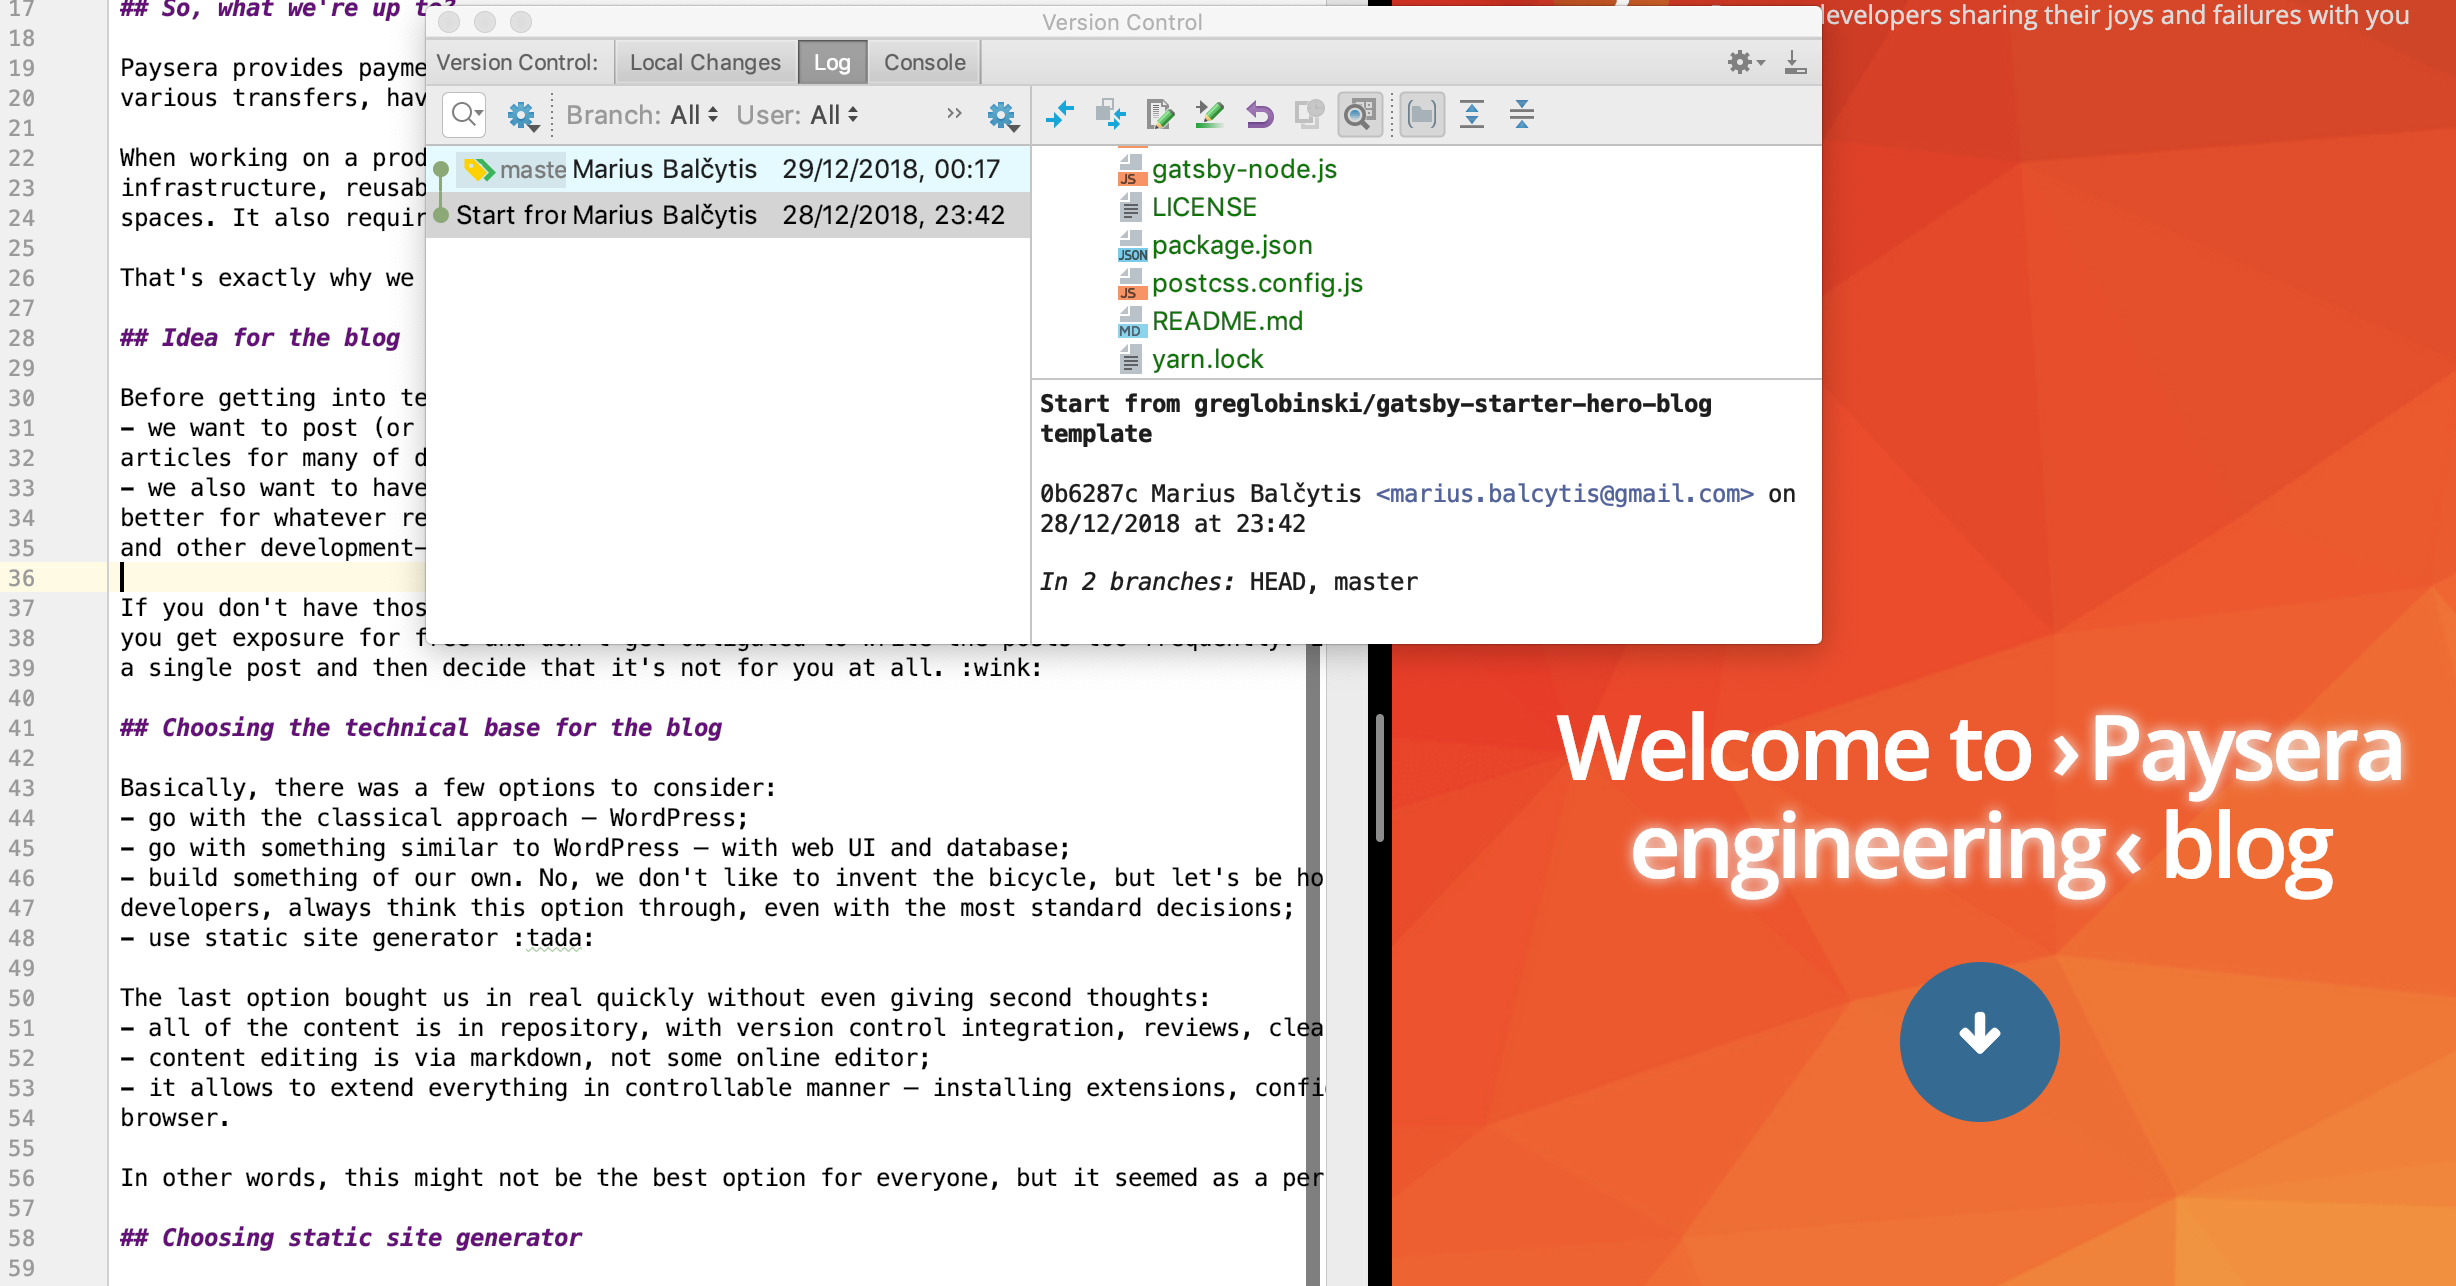 17 ## So, what we're up to?
18
19 Paysera provides payme
20 various transfers, hav
21
22 When working on a prod
23 infrastructure, reusab
24 spaces. It also requir
25
26 That's exactly why we
27
28 ## Idea for the blog
29
30 Before getting into te
31 – we want to post (or
32 articles for many of d
33 – we also want to have
34 better for whatever re
35 and other development–
36
37 If you don't have thos
38 you get exposure for free and don't get obligated to write the posts too frequently.
39 a single post and then decide that it's not for you at all. :wink:
40
41 ## Choosing the technical base for the blog
42
43 Basically, there was a few options to consider:
44 – go with the classical approach – WordPress;
45 – go with something similar to WordPress – with web UI and database;
46 – build something of our own. No, we don't like to invent the bicycle, but let's be ho
47 developers, always think this option through, even with the most standard decisions;
48 – use static site generator :tada:
49
50 The last option bought us in real quickly without even giving second thoughts:
51 – all of the content is in repository, with version control integration, reviews, clea
52 – content editing is via markdown, not some online editor;
53 – it allows to extend everything in controllable manner – installing extensions, confi
54 browser.
55
56 In other words, this might not be the best option for everyone, but it seemed as a per
57
58 ## Choosing static site generator
59
Version Control
Version Control: Local Changes Log Console
Branch: All User: All »
maste Marius Balčytis 29/12/2018, 00:17
Start from Marius Balčytis 28/12/2018, 23:42
JS gatsby-node.js
LICENSE
JSON package.json
JS postcss.config.js
MD README.md
yarn.lock
Start from greglobinski/gatsby-starter-hero-blog
template
0b6287c Marius Balčytis <marius.balcytis@gmail.com> on
28/12/2018 at 23:42
In 2 branches: HEAD, master
developers sharing their joys and failures with you
Welcome to ›Paysera
engineering‹ blog